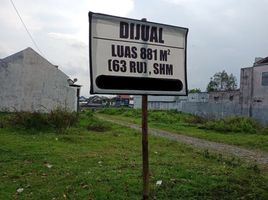 DIJUAL
LUAS 881 M²
(63 RU), SHM